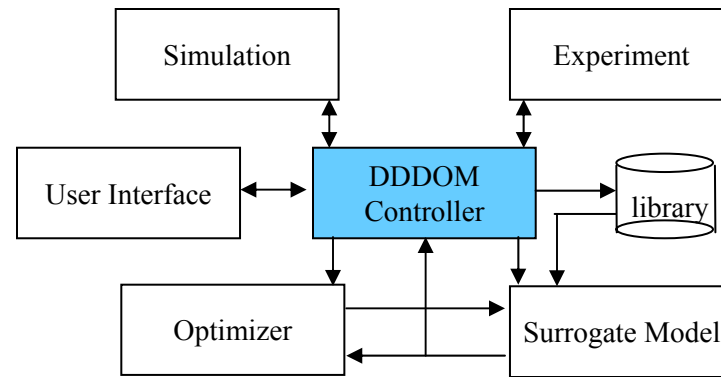 Simulation
Experiment
User Interface
DDDOM
Controller
library
Optimizer
Surrogate Model